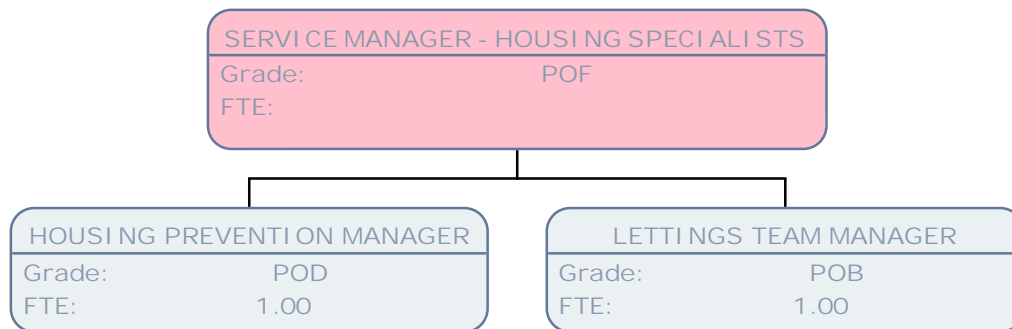 SERVICE MANAGER - HOUSING SPECIALISTS
Grade: POF
FTE:
HOUSING PREVENTION MANAGER
Grade: POD
FTE: 1.00
LETTINGS TEAM MANAGER
Grade: POB
FTE: 1.00